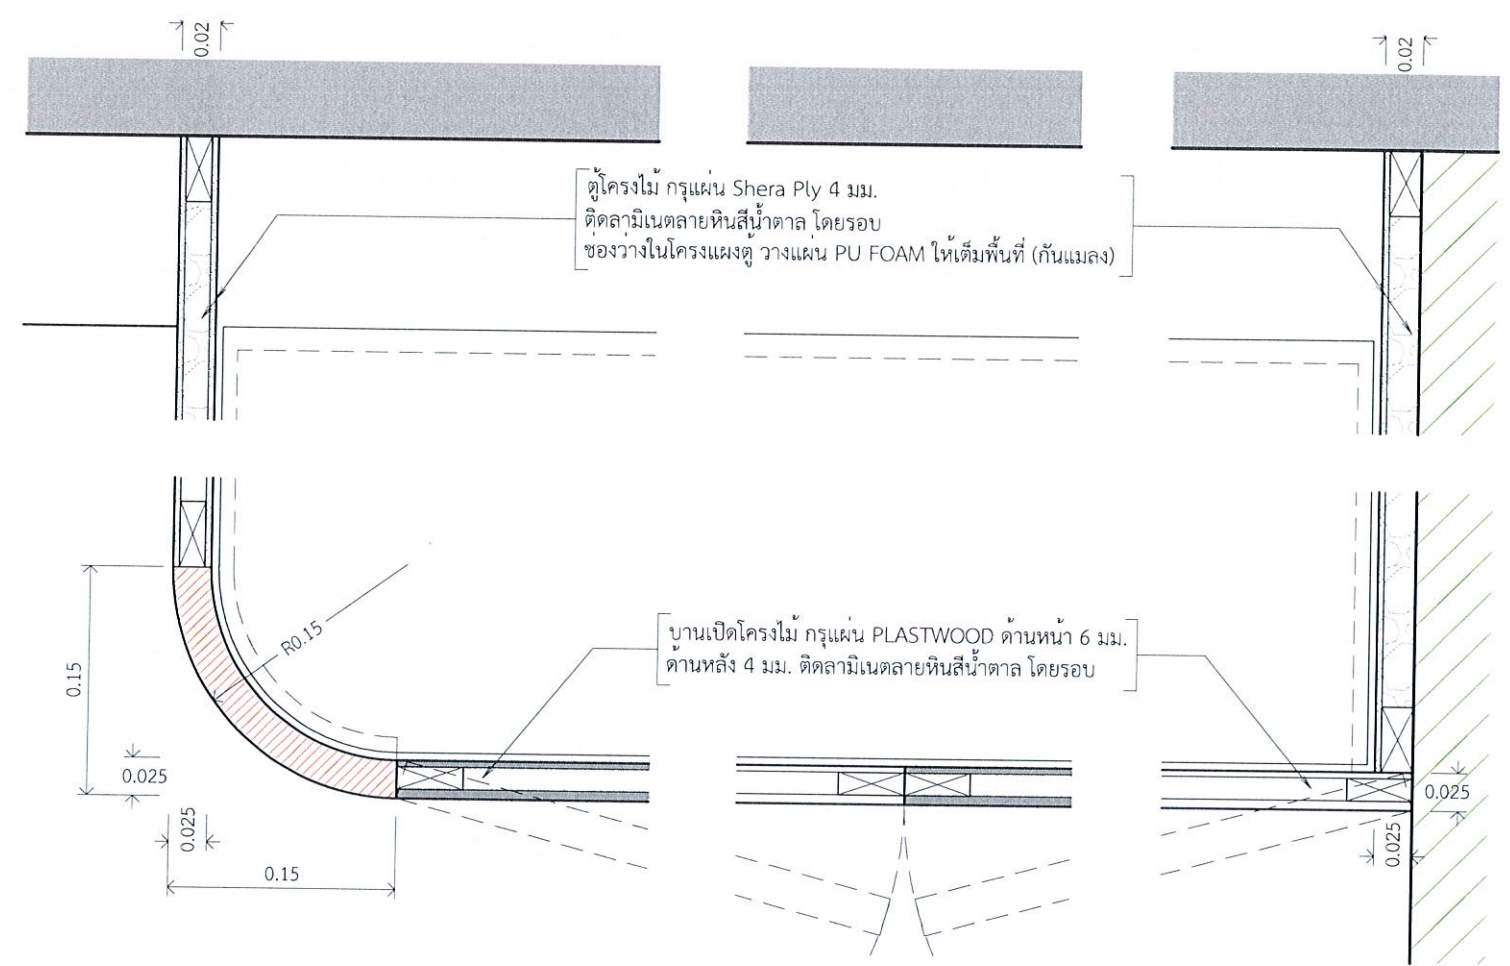 0.02
0.02
ตู้โครงไม้ กรุแผ่น Shera Ply 4 มม.
ติดลามิเนตลายหินสีน้ำตาล โดยรอบ
ช่องว่างในโครงแผงตู้ วางแผ่น PU FOAM ให้เต็มพื้นที่ (กันแมลง)
R0.15
บานเปิดโครงไม้ กรุแผ่น PLASTWOOD ด้านหน้า 6 มม.
ด้านหลัง 4 มม. ติดลามิเนตลายหินสีน้ำตาล โดยรอบ
0.15
0.025
0.025
0.025
0.025
0.15